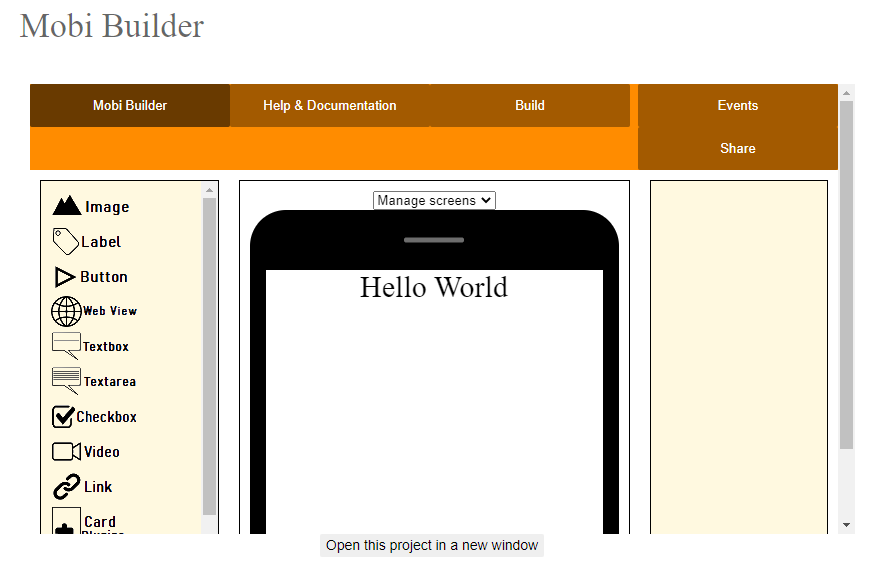 Mobi Builder
Mobi Builder
Help & Documentation
Build
Events
Share
Manage screens
Image
Label
Button
Web View
Textbox
Textarea
Checkbox
Video
Link
Card
Hello World
Open this project in a new window